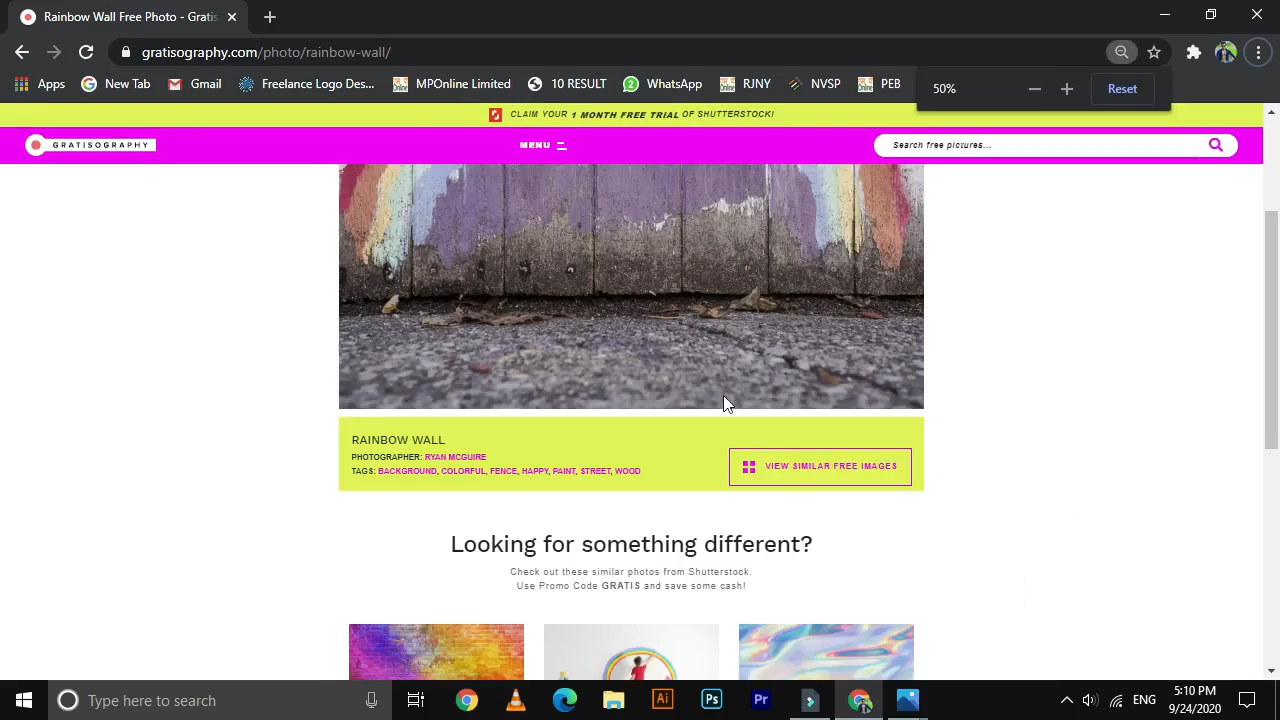 Rainbow Wall Free Photo - Gratis
gratisography.com/photo/rainbow-wall/
Apps
New Tab
Gmail
Freelance Logo Des...
MPOnline Limited
10 RESULT
WhatsApp
RJNY
NVSP
PEB
50%
Reset
CLAIM YOUR 1 MONTH FREE TRIAL OF SHUTTERSTOCK!
GRATISOGRAPHY
MENU
Search free pictures...
RAINBOW WALL
PHOTOGRAPHER: RYAN MCGUIRE
TAGS: BACKGROUND, COLORFUL, FENCE, HAPPY, PAINT, STREET, WOOD
VIEW SIMILAR FREE IMAGES
Looking for something different?
Check out these similar photos from Shutterstock.
Use Promo Code GRATIS and save some cash!
Type here to search
Ai
Ps
Pr
ENG
5:10 PM
9/24/2020